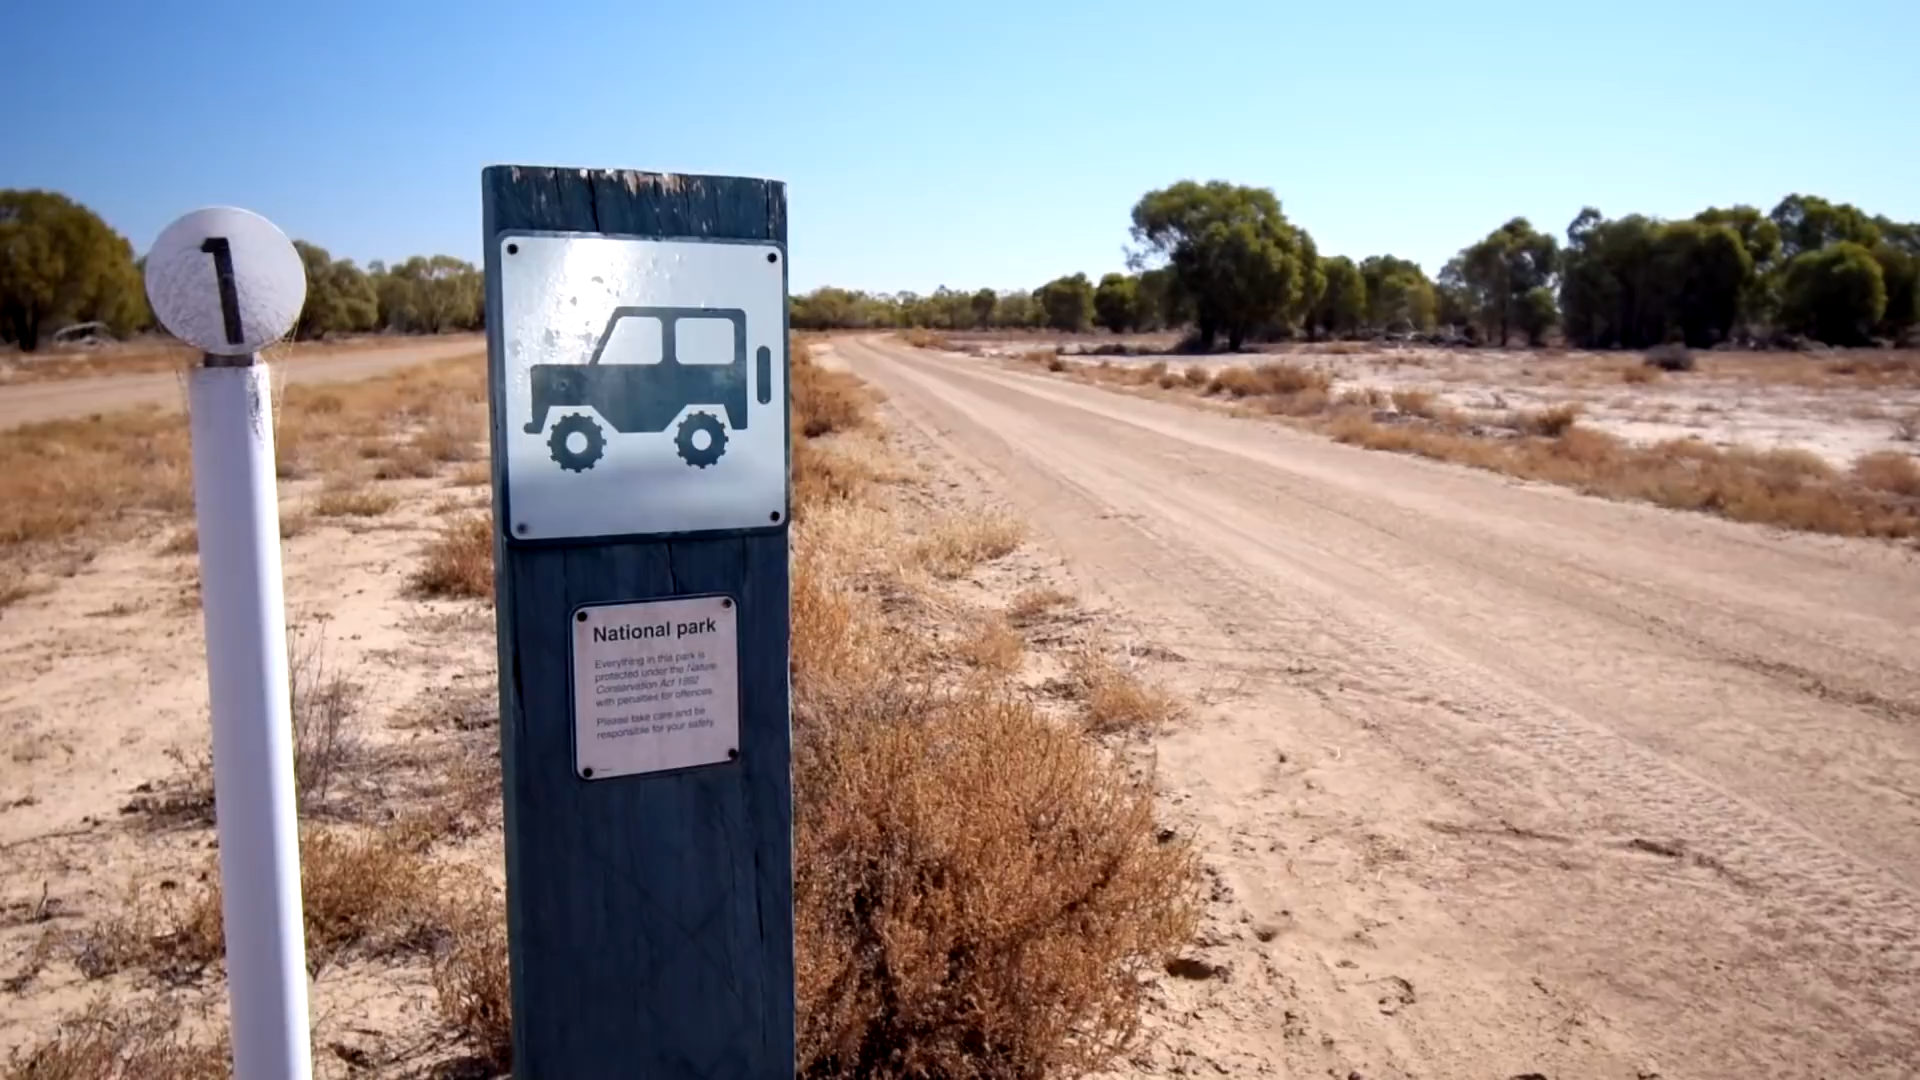 1
National park
Everything in this park is
protected under the Nature
Conservation Act 1992
with penalties for offences.
Please take care and be
responsible for your safety.